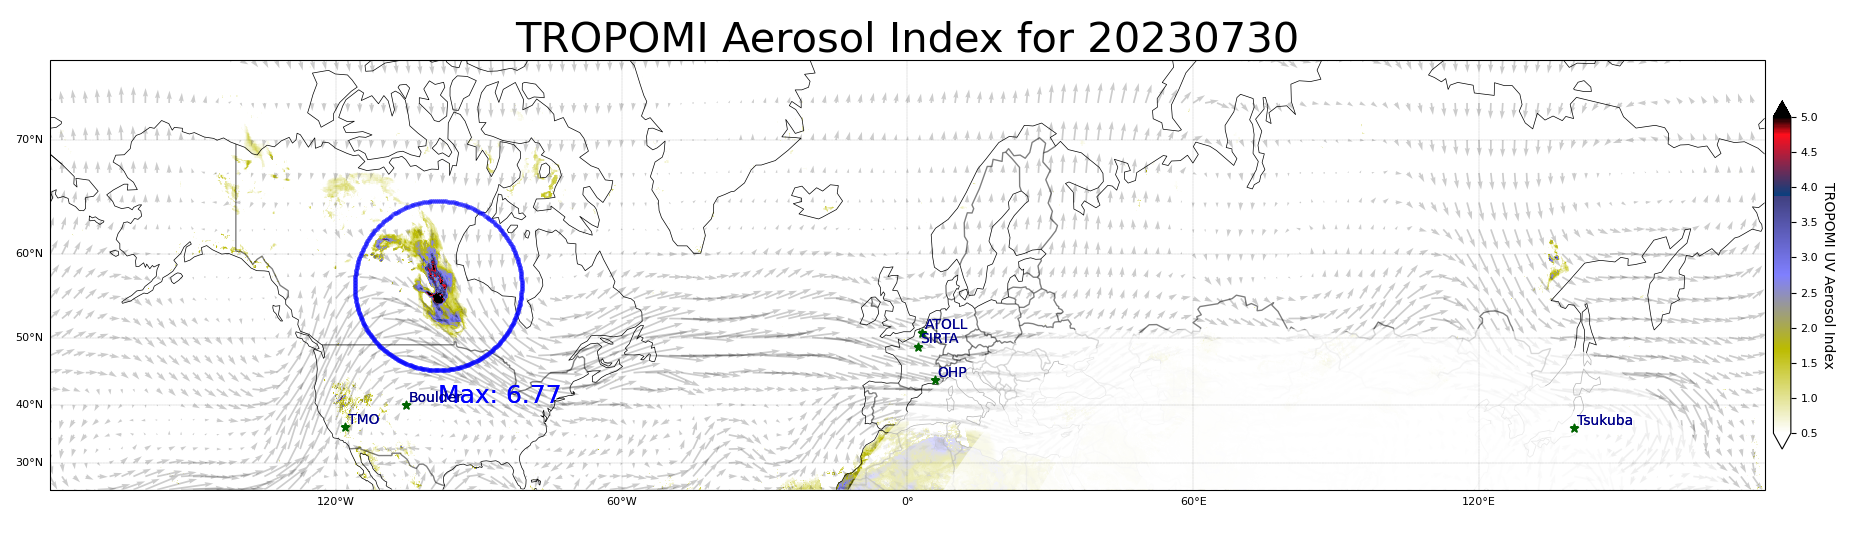 TROPOMI Aerosol Index for 20230730
70°N
60°N
50°N
40°N
30°N
120°W
60°W
0°
60°E
120°E
ATOLL
SIRTA
OHP
Max: 6.77
Boulder
TMO
Tsukuba
5.0
4.5
4.0
3.5
3.0
2.5
2.0
1.5
1.0
0.5
TROPOMI UV Aerosol Index